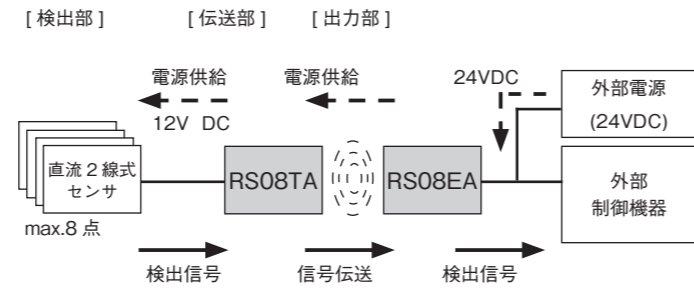 [ 検出部 ]
[ 伝送部 ]
[ 出力部 ]
電源供給
12V DC
電源供給
24VDC
外部電源
(24VDC)
直流２線式
センサ
max.8 点
RS08TA
RS08EA
外部
制御機器
検出信号
信号伝送
検出信号